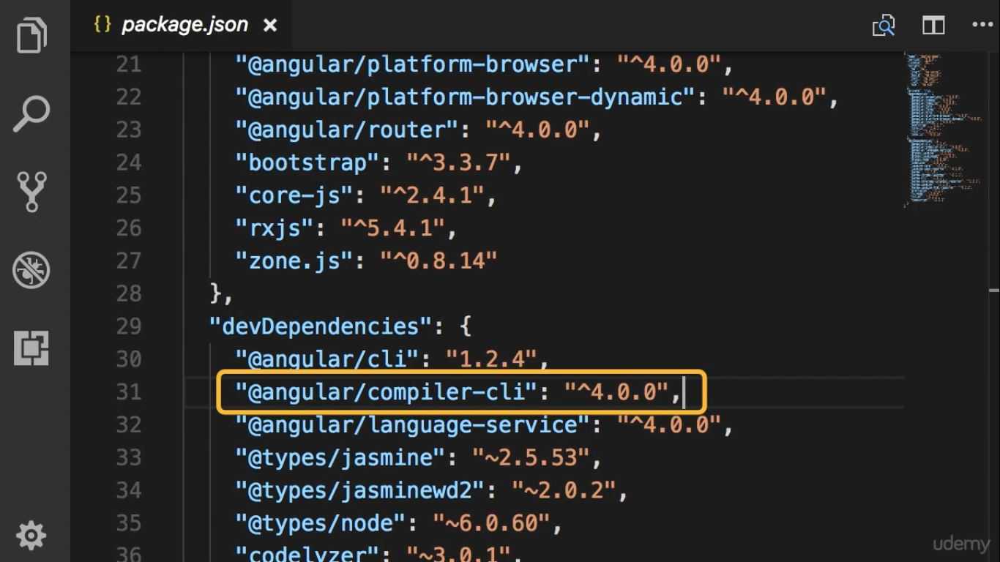 {} package.json ×
21 "@angular/platform-browser": "^4.0.0",
22 "@angular/platform-browser-dynamic": "^4.0.0",
23 "@angular/router": "^4.0.0",
24 "bootstrap": "^3.3.7",
25 "core-js": "^2.4.1",
26 "rxjs": "^5.4.1",
27 "zone.js": "^0.8.14"
28 },
29 "devDependencies": {
30 "@angular/cli": "1.2.4",
31 "@angular/compiler-cli": "^4.0.0",
32 "@angular/language-service": "^4.0.0",
33 "@types/jasmine": "~2.5.53",
34 "@types/jasminewd2": "~2.0.2",
35 "@types/node": "~6.0.60",
36 "codelyzer": "~3.0.1",
udemy